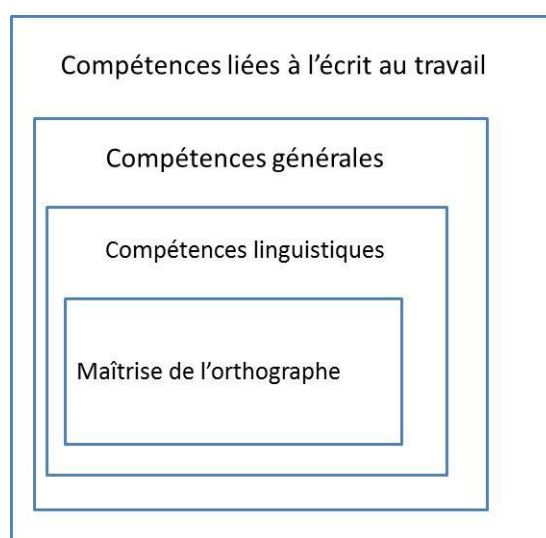 Compétences liées à l’écrit au travail
Compétences générales
Compétences linguistiques
Maîtrise de l’orthographe